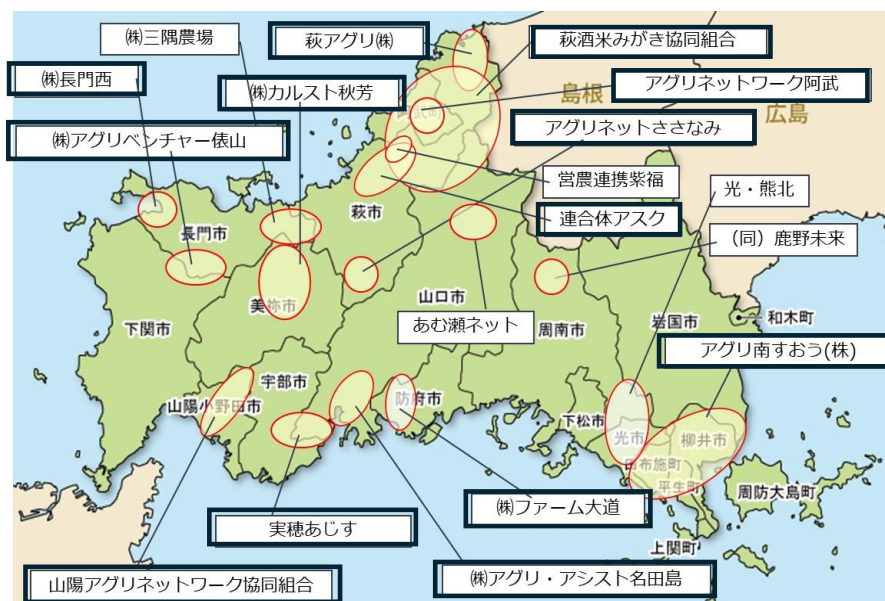 ㈱三隅農場
萩アグリ㈱
萩酒米みがき協同組合
㈱長門西
㈱カルスト秋芳
アグリネットワーク阿武
島根
広島
㈱アグリベンチャー俵山
阿武町
アグリネットささなみ
営農連携紫福
光・熊北
萩市
連合体アスク
長門市
（同）鹿野未来
山口市
美祢市
あむ瀬ネット
周南市
岩国市
和木町
下関市
アグリ南すおう(株)
宇部市
山陽小野田市
防府市
下松市
光市
柳井市
田布施町
平生町
周防大島町
㈱ファーム大道
実穂あじす
上関町
山陽アグリネットワーク協同組合
㈱アグリ・アシスト名田島